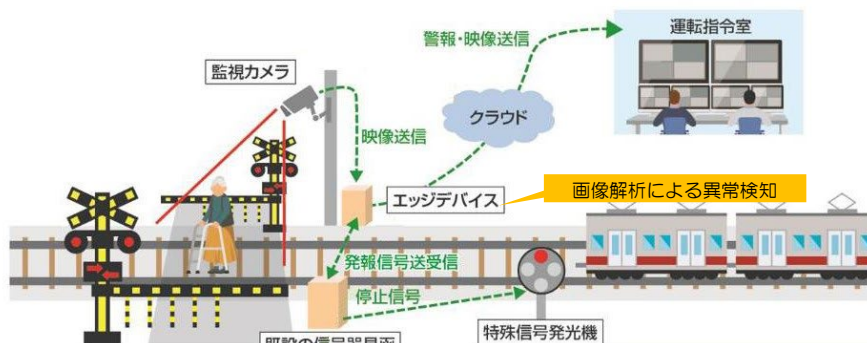 警報・映像送信
運転指令室
監視カメラ
クラウド
映像送信
エッジデバイス
画像解析による異常検知
発報信号送受信
停止信号
特殊信号発光機